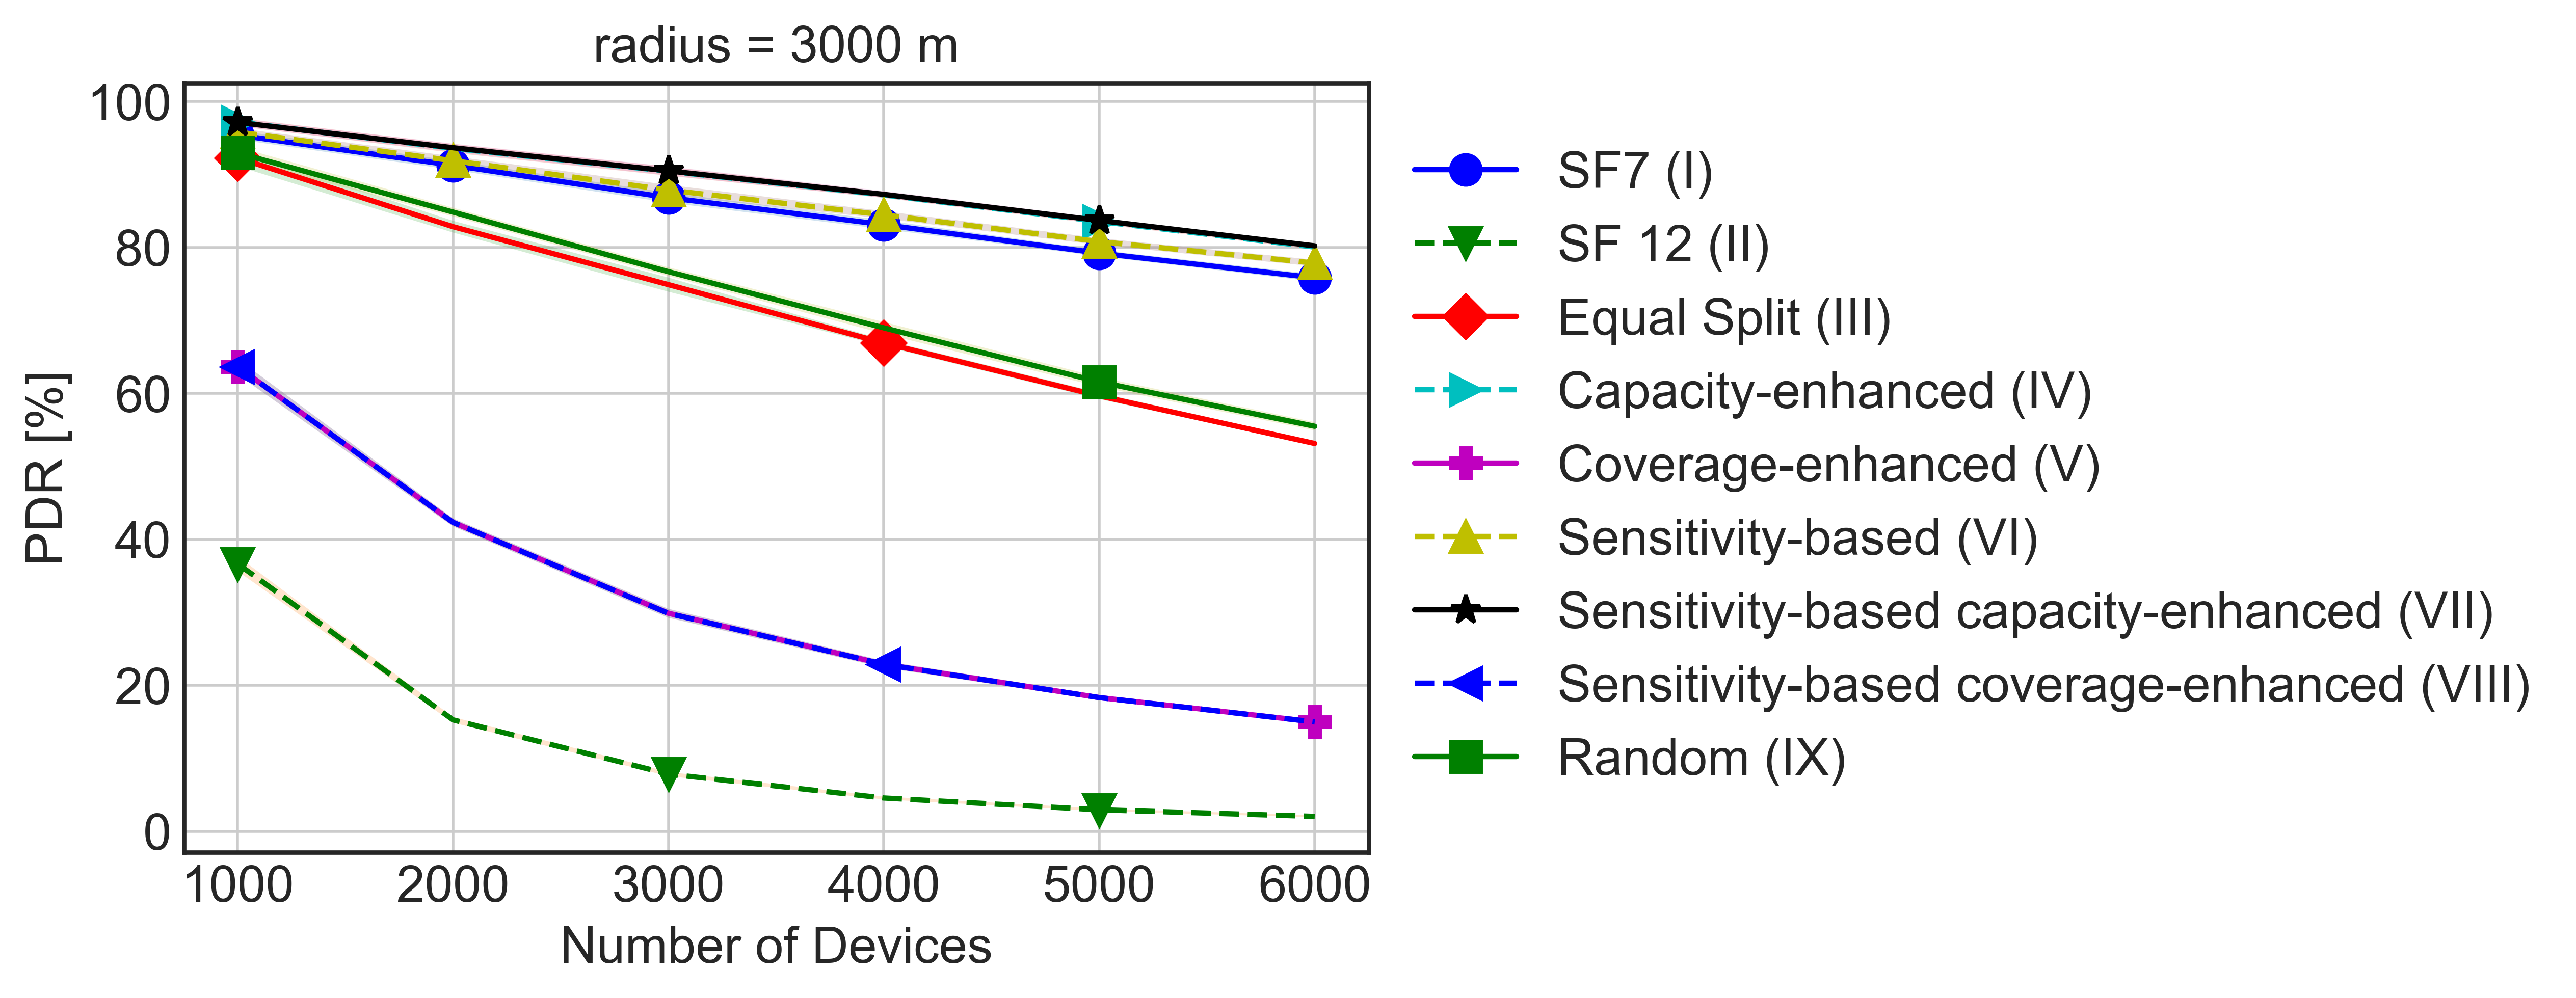 radius = 3000 m
100
80
60
40
20
0
PDR [%]
1000 2000 3000 4000 5000 6000
Number of Devices
SF7 (I)
SF 12 (II)
Equal Split (III)
Capacity-enhanced (IV)
Coverage-enhanced (V)
Sensitivity-based (VI)
Sensitivity-based capacity-enhanced (VII)
Sensitivity-based coverage-enhanced (VIII)
Random (IX)